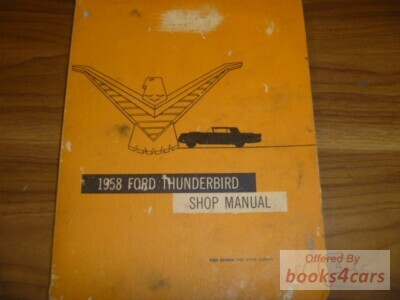 1958 FORD THUNDERBIRD
SHOP MANUAL
Offered By
books4cars